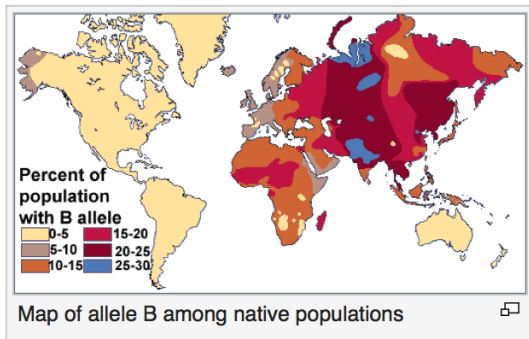 Percent of
population
with B allele
0-5 15-20
5-10 20-25
10-15 25-30
Map of allele B among native populations